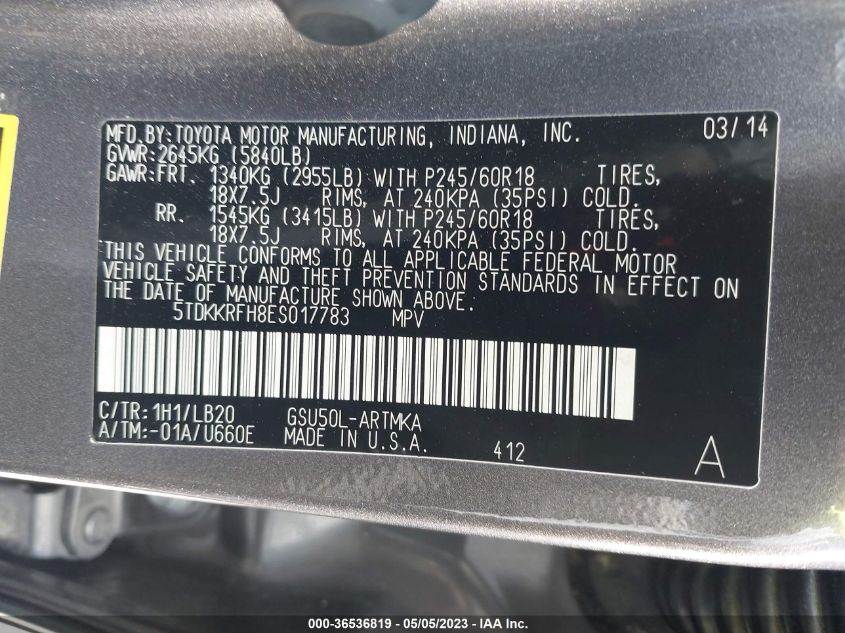 MFD.BY:TOYOTA MOTOR MANUFACTURING, INDIANA, INC. 03/14
GVWR:2645KG (5840LB)
GAWR:FRT. 1340KG (2955LB) WITH P245/60R18 TIRES,
18X7.5J RIMS, AT 240KPA (35PSI) COLD.
RR. 1545KG (3415LB) WITH P245/60R18 TIRES,
18X7.5J RIMS, AT 240KPA (35PSI) COLD.
THIS VEHICLE CONFORMS TO ALL APPLICABLE FEDERAL MOTOR
VEHICLE SAFETY AND THEFT PREVENTION STANDARDS IN EFFECT ON
THE DATE OF MANUFACTURE SHOWN ABOVE.
5TDKKRFH8ES017783 MPV
C/TR:1H1/LB20 GSU50L-ARTMKA
A/TM:-01A/U660E MADE IN U.S.A. 412 A
000-36536819 - 05/05/2023 - IAA Inc.